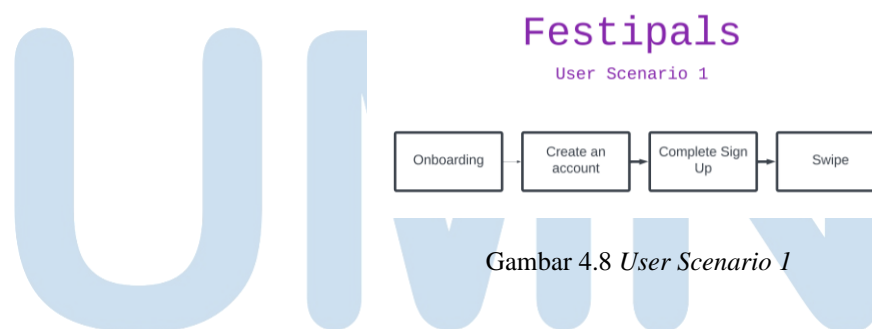 Festipals
User Scenario 1
Onboarding
Create an
account
Complete Sign
Up
Swipe
Gambar 4.8 User Scenario 1